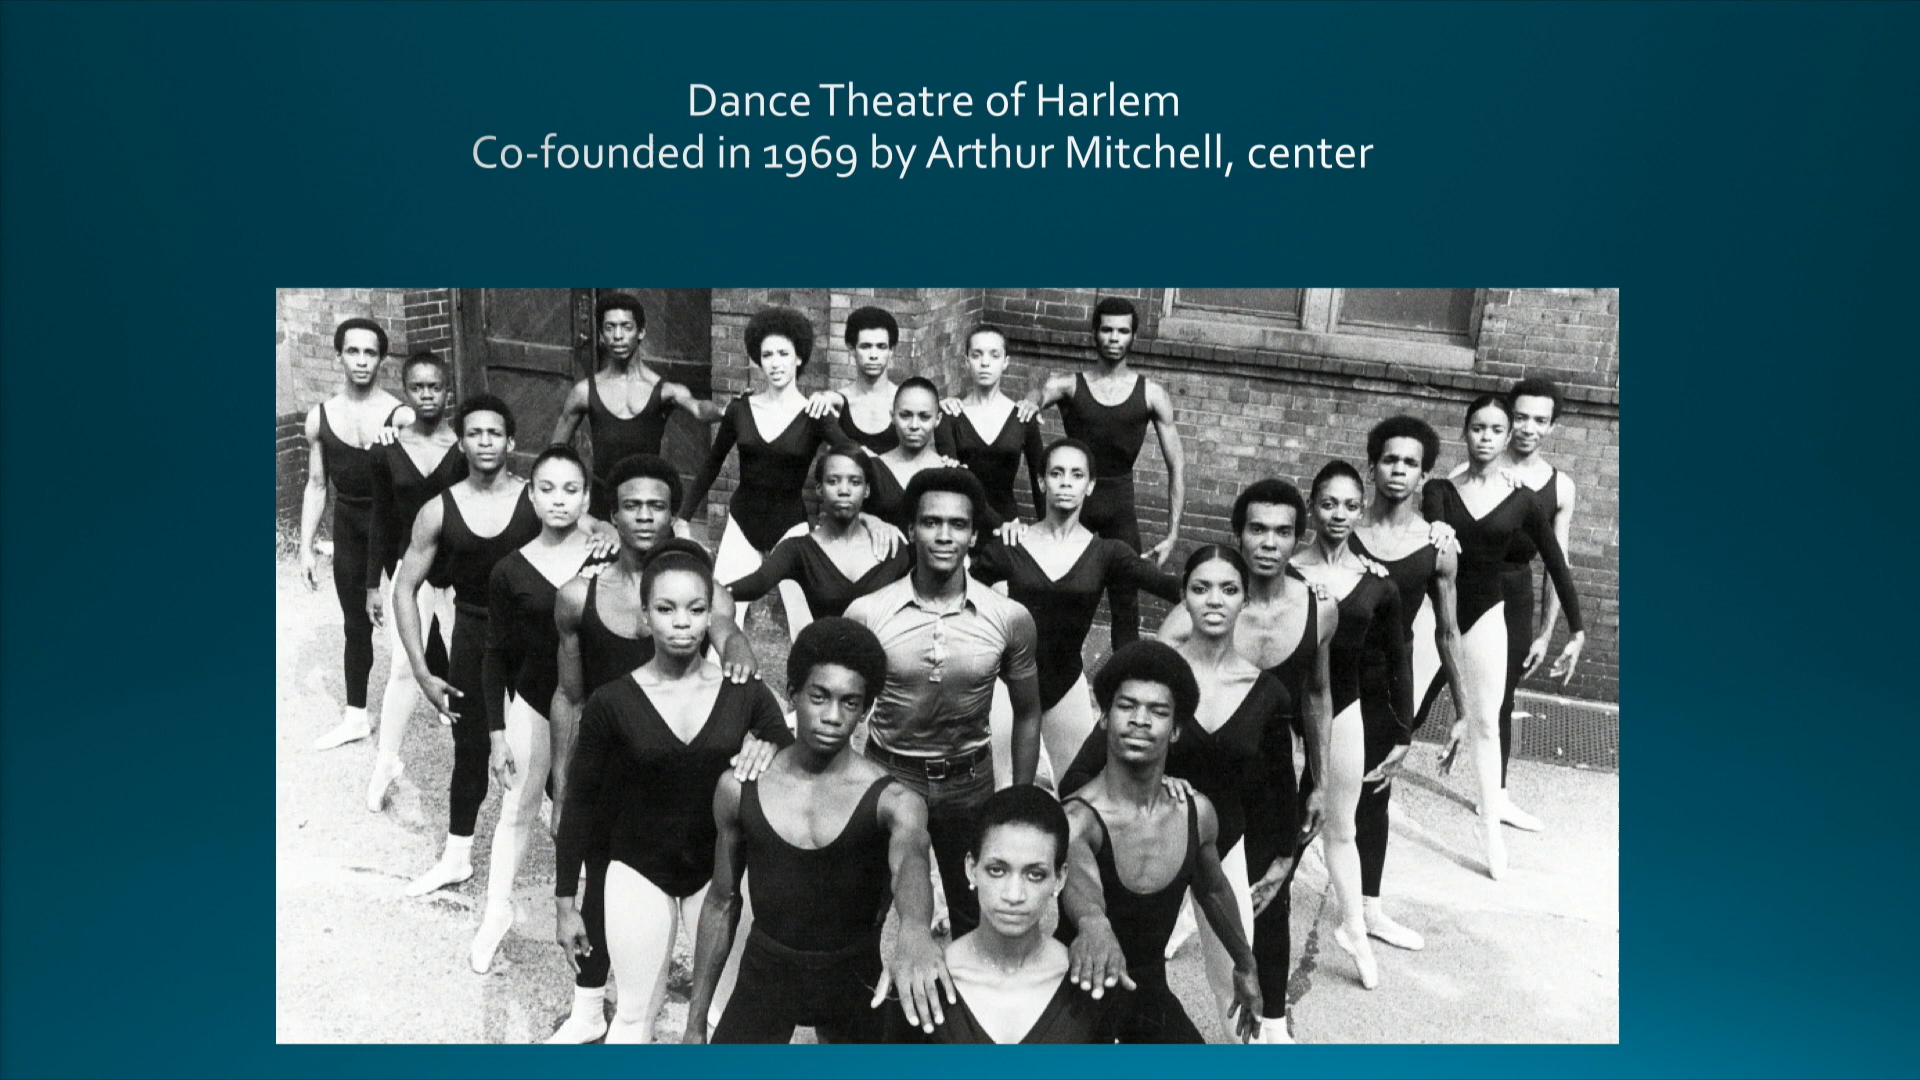 Dance Theatre of Harlem
Co-founded in 1969 by Arthur Mitchell, center